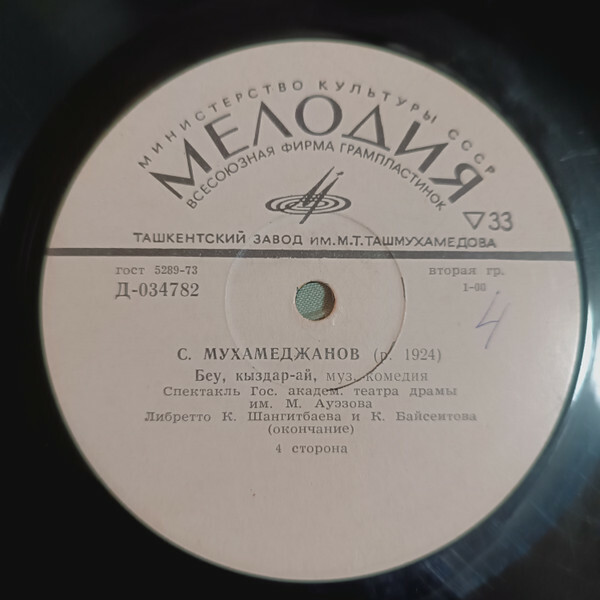 МИНИСТЕРСТВО КУЛЬТУРЫ СССР
МЕЛОДИЯ
ВСЕСОЮЗНАЯ ФИРМА ГРАМПЛАСТИНОК
33
ТАШКЕНТСКИЙ ЗАВОД ИМ.М.Т.ТАШМУХАМЕДОВА
гост 5289-73
вторая гр.
Д-034782
1-00
4
С. МУХАМЕДЖАНОВ (р. 1924)
Беу, кыздар-ай, муз. комедия
Спектакль Гос. академ. театра драмы
им. М. Ауэзова
Либретто К. Шангитбаева и К. Байсеитова
(окончание)
4 сторона